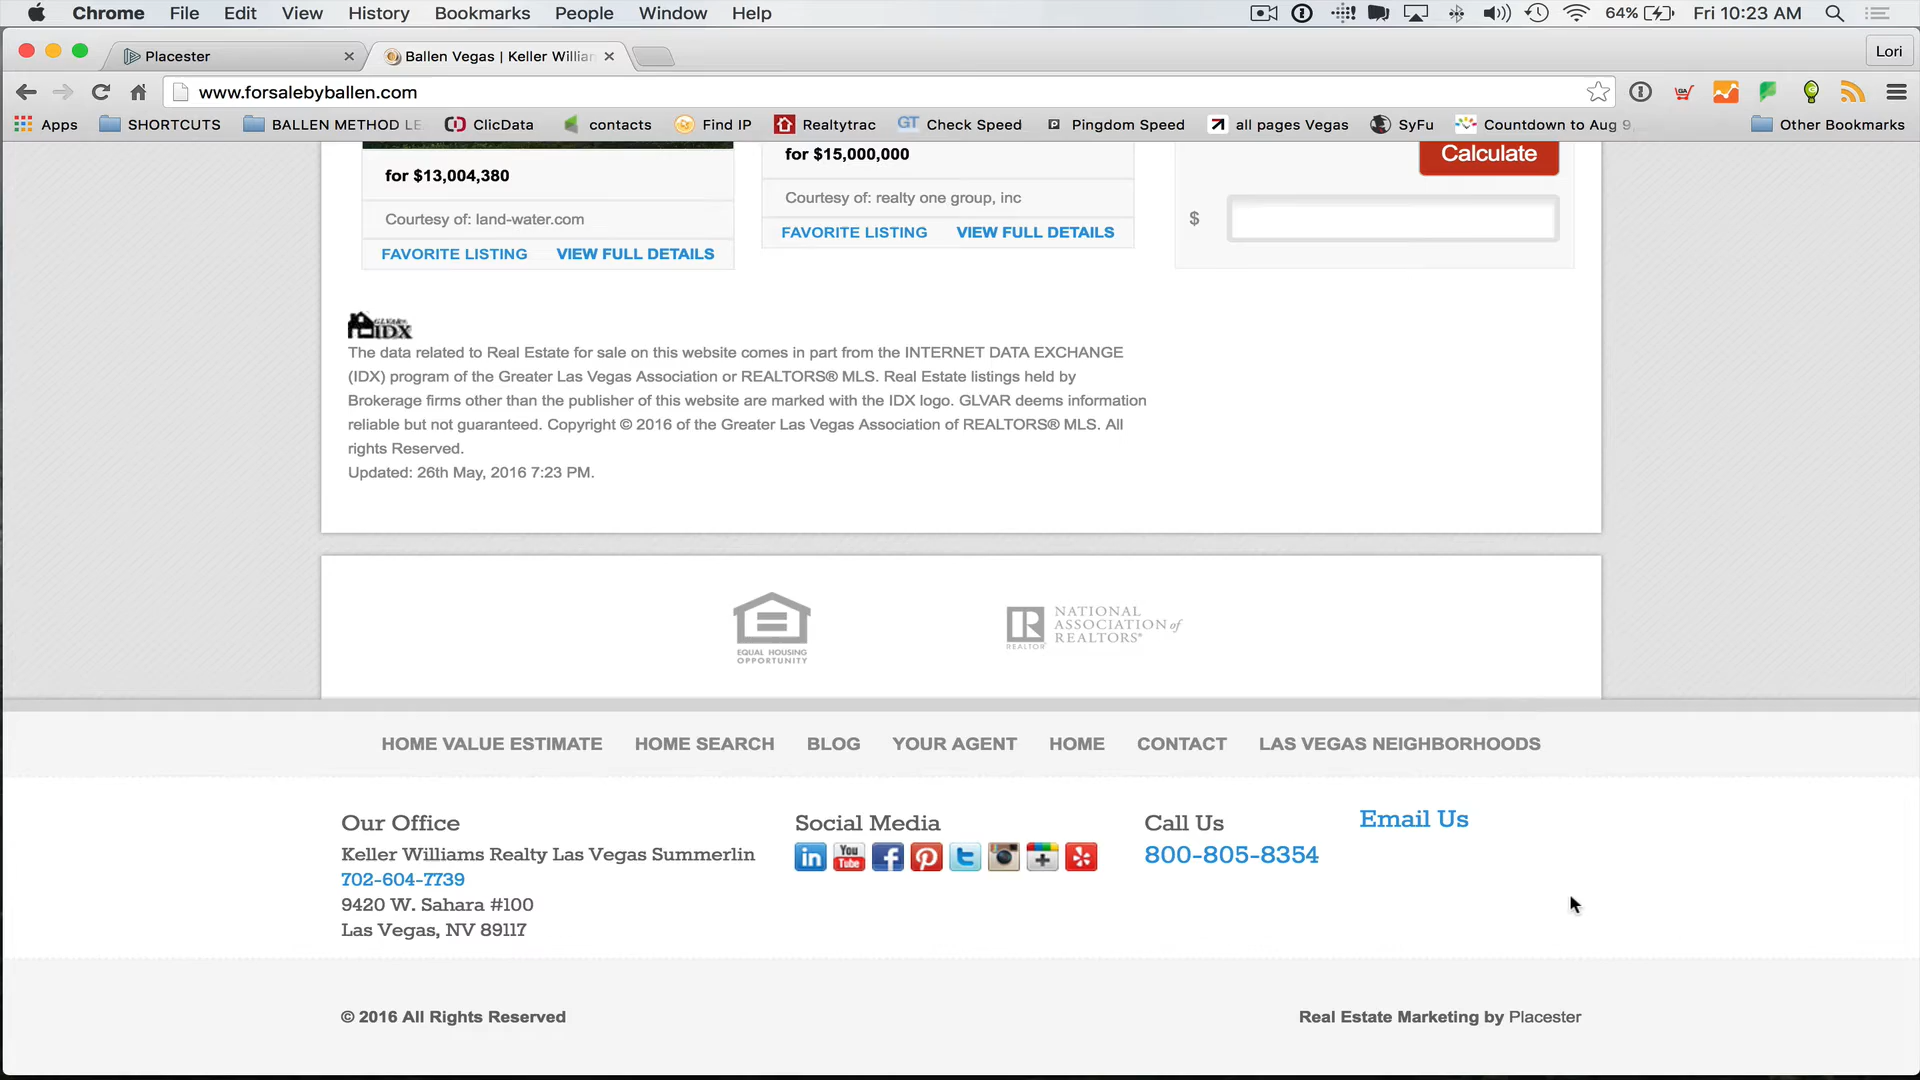 Chrome File Edit View History Bookmarks People Window Help 64% Fri 10:23 AM
Placester Ballen Vegas | Keller Willian Lori
www.forsalebyballen.com
Apps SHORTCUTS BALLEN METHOD LE ClicData contacts Find IP Realtytrac GT Check Speed Pingdom Speed all pages Vegas SyFu Countdown to Aug 9 Other Bookmarks
for $13,004,380
Courtesy of: land-water.com
FAVORITE LISTING VIEW FULL DETAILS
for $15,000,000
Courtesy of: realty one group, inc
FAVORITE LISTING VIEW FULL DETAILS
Calculate
$
IDX
The data related to Real Estate for sale on this website comes in part from the INTERNET DATA EXCHANGE
(IDX) program of the Greater Las Vegas Association or REALTORS® MLS. Real Estate listings held by
Brokerage firms other than the publisher of this website are marked with the IDX logo. GLVAR deems information
reliable but not guaranteed. Copyright © 2016 of the Greater Las Vegas Association of REALTORS® MLS. All
rights Reserved.
Updated: 26th May, 2016 7:23 PM.
EQUAL HOUSING
OPPORTUNITY
REALTOR
NATIONAL
ASSOCIATION of
REALTORS®
HOME VALUE ESTIMATE HOME SEARCH BLOG YOUR AGENT HOME CONTACT LAS VEGAS NEIGHBORHOODS
Our Office
Keller Williams Realty Las Vegas Summerlin
702-604-7739
9420 W. Sahara #100
Las Vegas, NV 89117
Social Media
in You Tube
Call Us
800-805-8354
Email Us
© 2016 All Rights Reserved
Real Estate Marketing by Placester